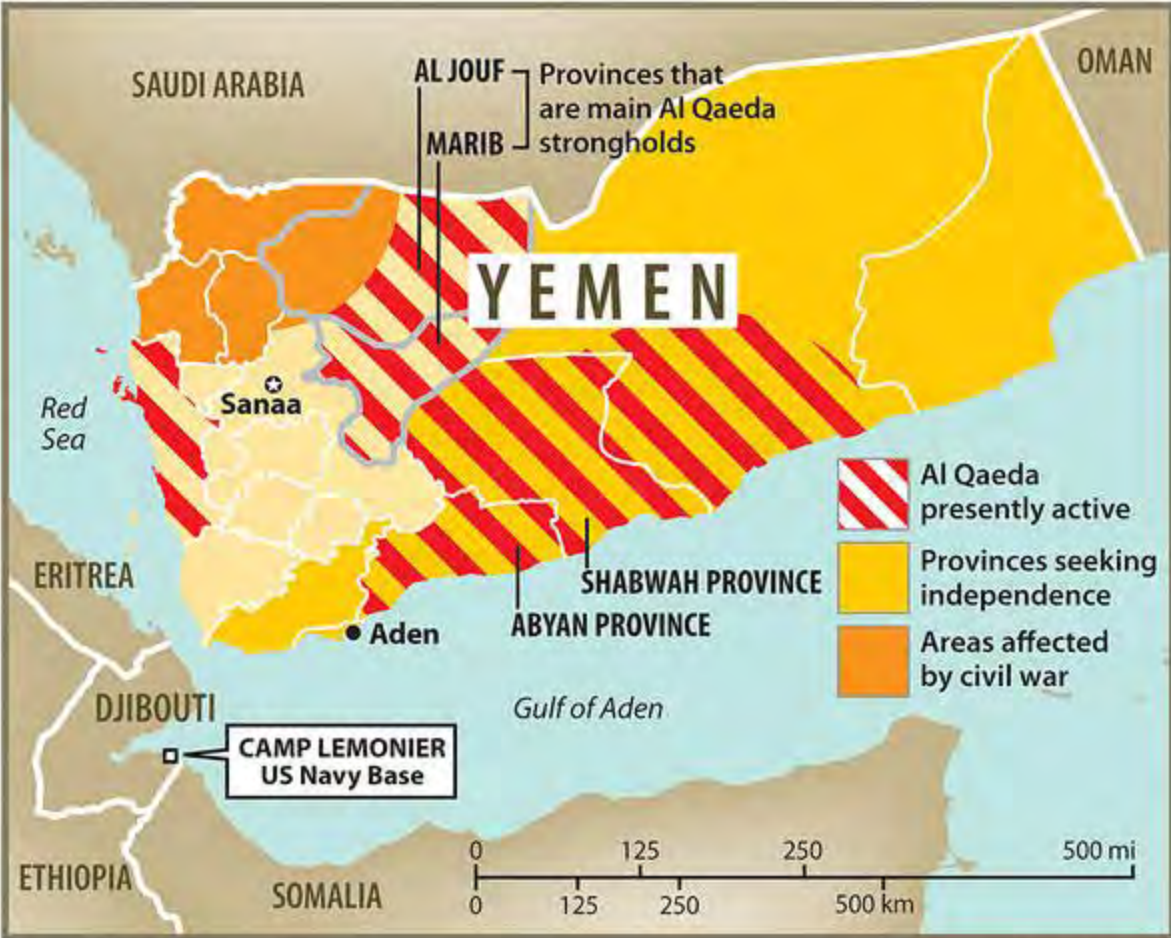 SAUDI ARABIA
OMAN
AL JOUF
MARIB
Provinces that
are main Al Qaeda
strongholds
YEMEN
Sanaa
Red
Sea
ERITREA
Al Qaeda
presently active
Provinces seeking
independence
Areas affected
by civil war
SHABWAH PROVINCE
ABYAN PROVINCE
Aden
DJIBOUTI
Gulf of Aden
CAMP LEMONIER
US Navy Base
ETHIOPIA
SOMALIA
0 125 250 500 mi
0 125 250 500 km